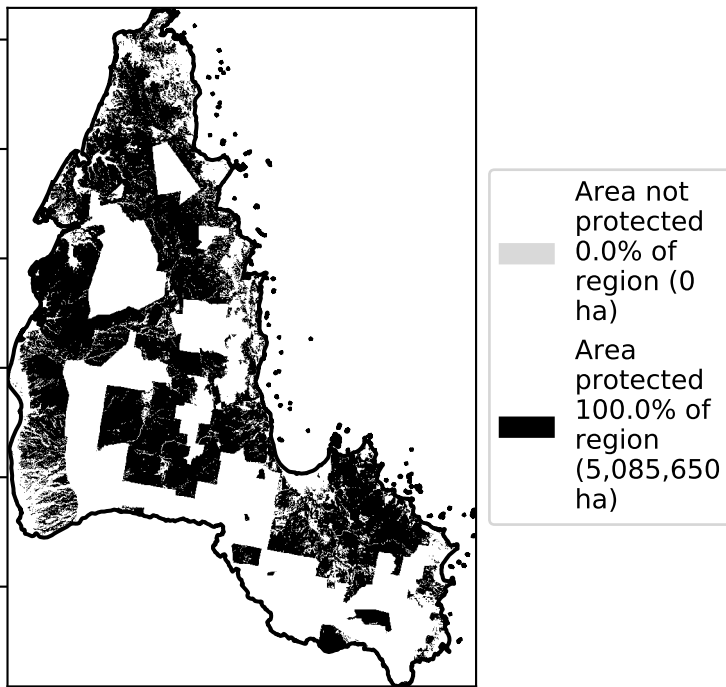 Area not
protected
0.0% of
region (0
ha)
Area
protected
100.0% of
region
(5,085,650
ha)